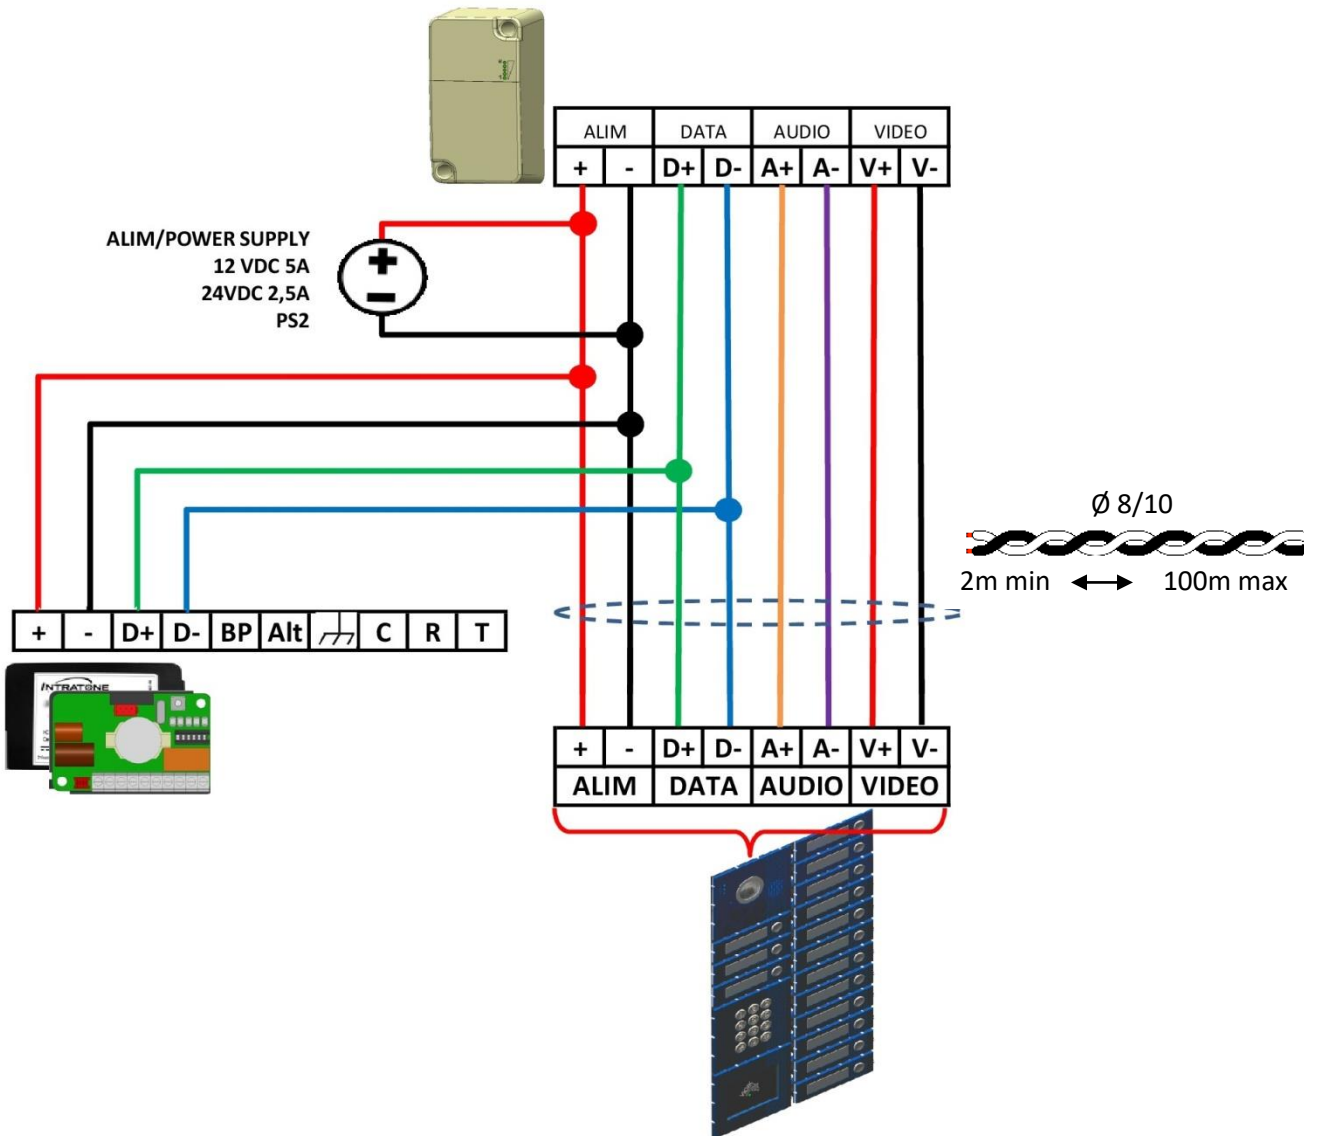 ALIM DATA AUDIO VIDEO
+ - D+ D- A+ A- V+ V-
ALIM/POWER SUPPLY
12 VDC 5A
24VDC 2,5A
PS2
+
−
Ø 8/10
2m min 100m max
+ - D+ D- BP Alt C R T
INTRATONE
+ - D+ D- A+ A- V+ V-
ALIM DATA AUDIO VIDEO